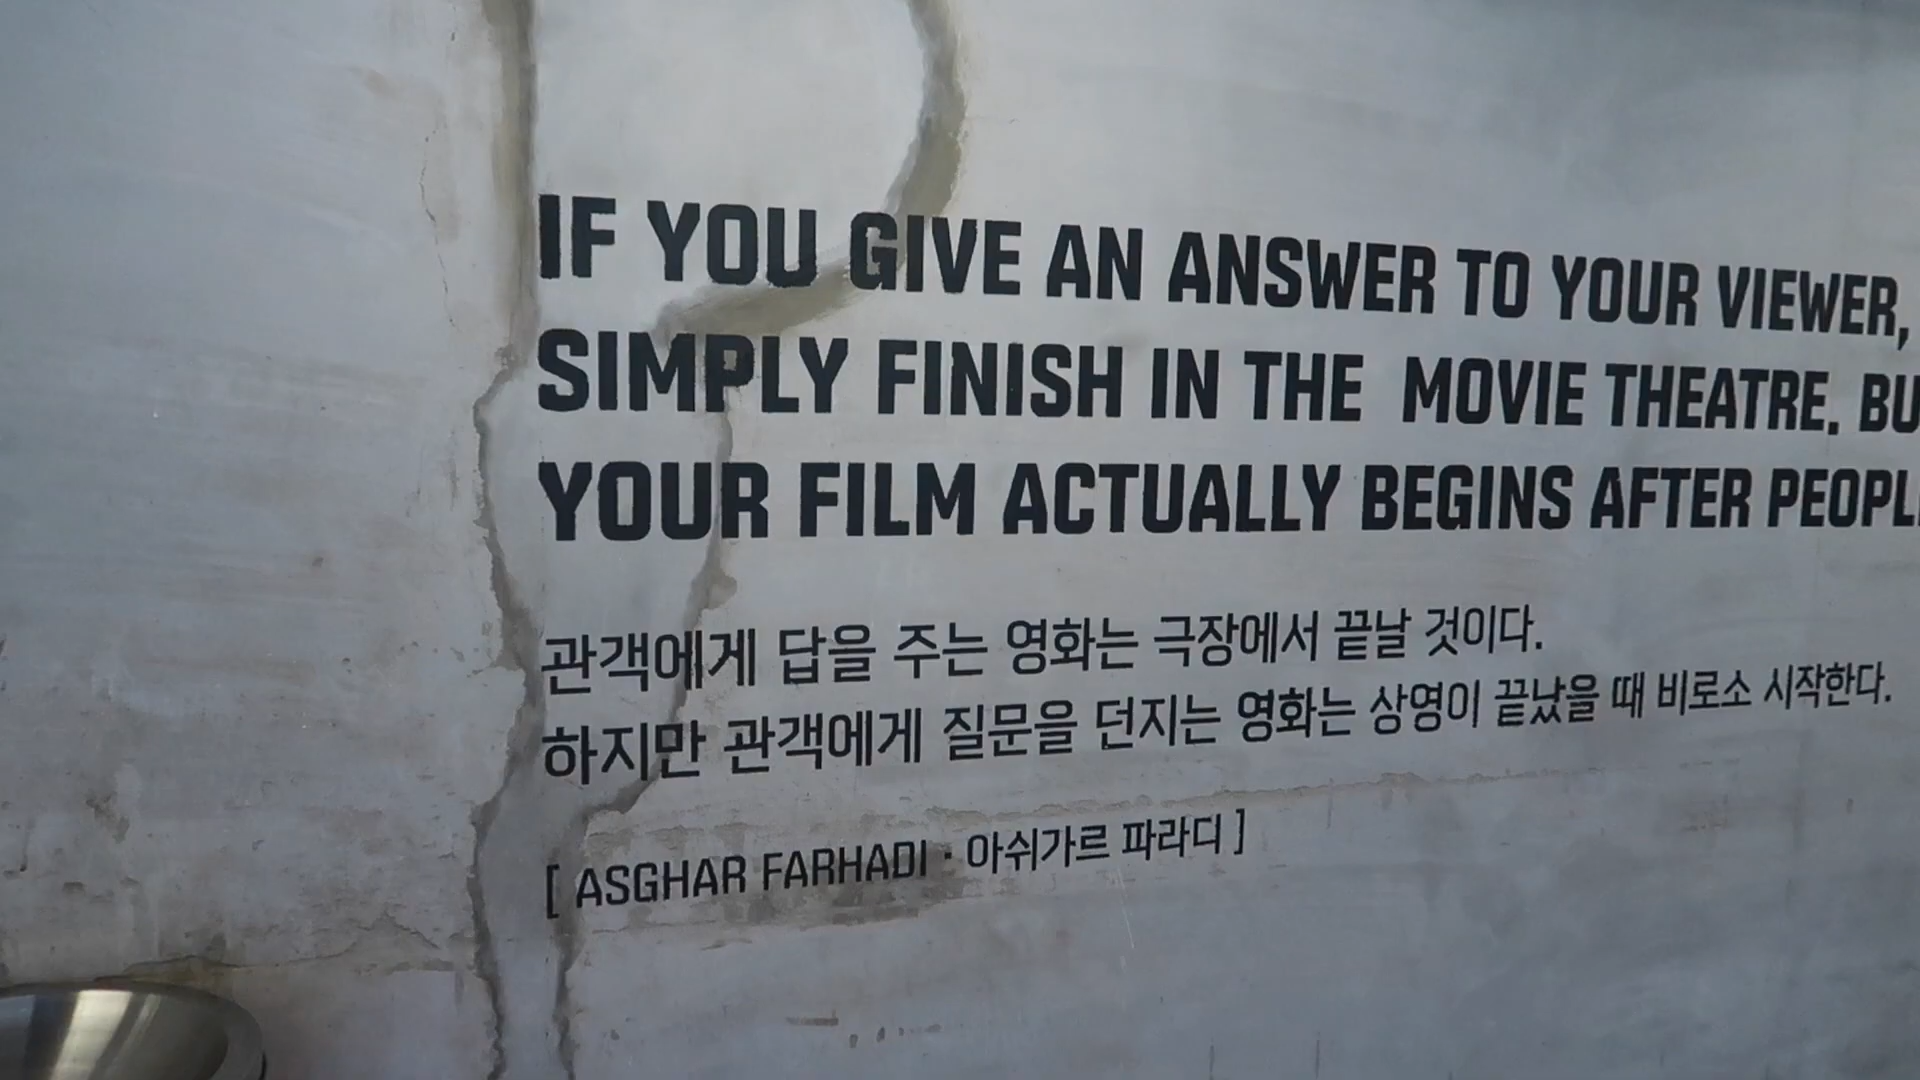 IF YOU GIVE AN ANSWER TO YOUR VIEWER,
SIMPLY FINISH IN THE MOVIE THEATRE. BU
YOUR FILM ACTUALLY BEGINS AFTER PEOPL
관객에게 답을 주는 영화는 극장에서 끝날 것이다.
하지만 관객에게 질문을 던지는 영화는 상영이 끝났을 때 비로소 시작한다.
[ ASGHAR FARHADI · 아쉬가르 파라디 ]